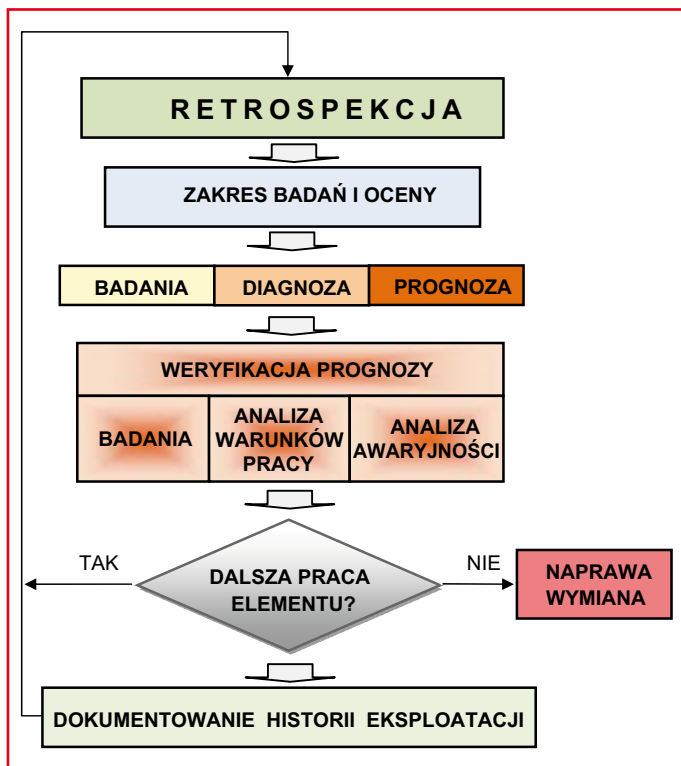 RETROSPEKCJA
ZAKRES BADAŃ I OCENY
BADANIA
DIAGNOZA
PROGNOZA
WERYFIKACJA PROGNOZY
BADANIA
ANALIZA
WARUNKÓW
PRACY
ANALIZA
AWARYJNOŚCI
TAK
DALSZA PRACA
ELEMENTU?
NIE
NAPRAWA
WYMIANA
DOKUMENTOWANIE HISTORII EKSPLOATACJI